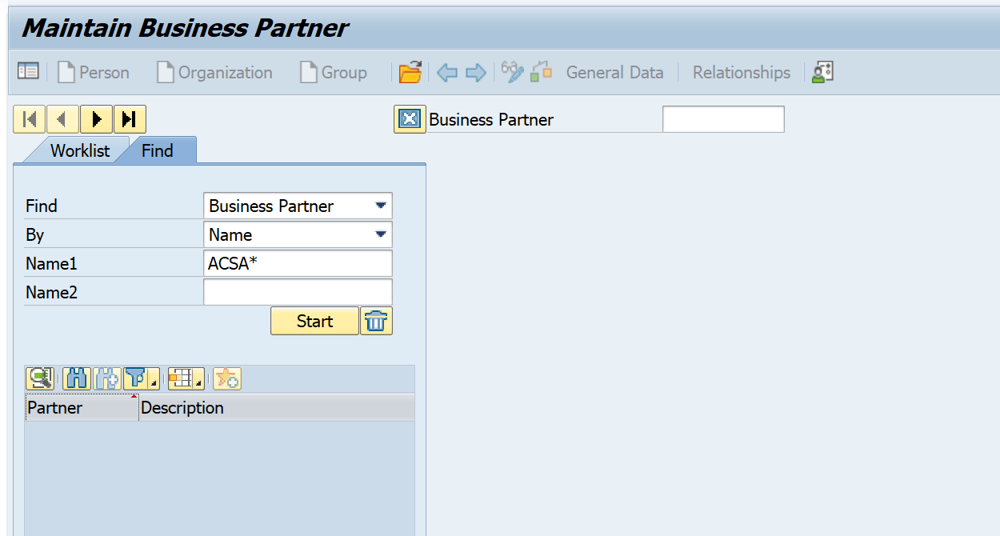 Maintain Business Partner
Person Organization Group General Data Relationships
Business Partner
Worklist Find
Find Business Partner
By Name
Name1 ACSA*
Name2
Start
Partner Description